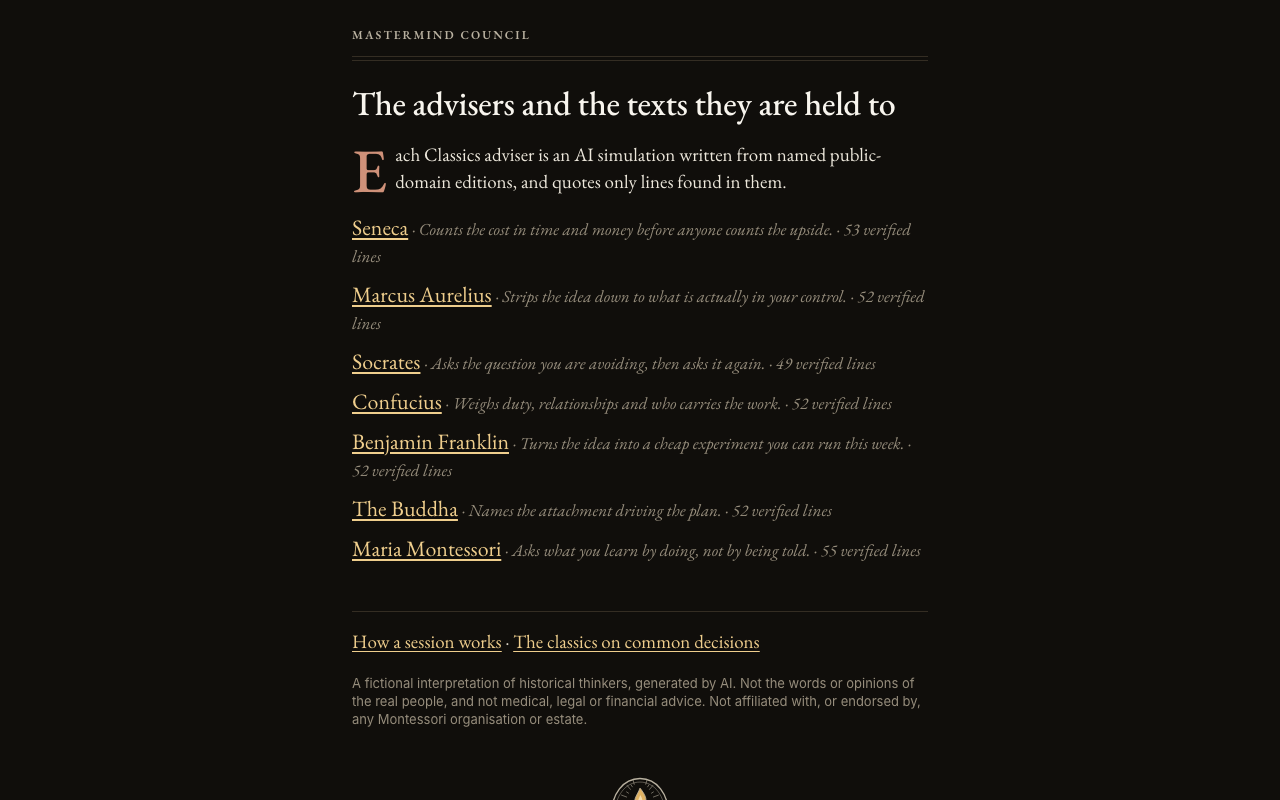 MASTERMIND COUNCIL
The advisers and the texts they are held to
Each Classics adviser is an AI simulation written from named public-
domain editions, and quotes only lines found in them.
Seneca · Counts the cost in time and money before anyone counts the upside. · 53 verified
lines
Marcus Aurelius · Strips the idea down to what is actually in your control. · 52 verified
lines
Socrates · Asks the question you are avoiding, then asks it again. · 49 verified lines
Confucius · Weighs duty, relationships and who carries the work. · 52 verified lines
Benjamin Franklin · Turns the idea into a cheap experiment you can run this week. ·
52 verified lines
The Buddha · Names the attachment driving the plan. · 52 verified lines
Maria Montessori · Asks what you learn by doing, not by being told. · 55 verified lines
How a session works · The classics on common decisions
A fictional interpretation of historical thinkers, generated by AI. Not the words or opinions of
the real people, and not medical, legal or financial advice. Not affiliated with, or endorsed by,
any Montessori organisation or estate.